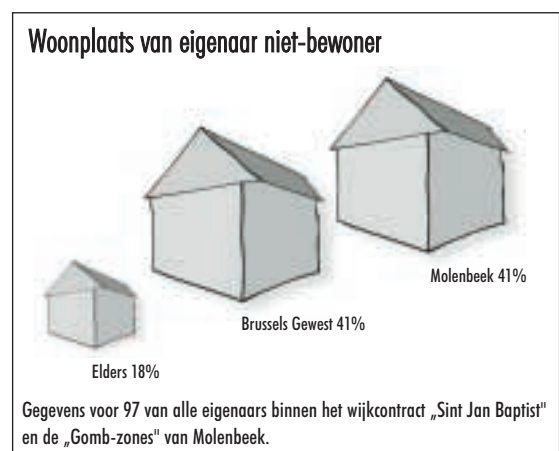 Woonplaats van eigenaar niet-bewoner
Molenbeek 41%
Brussels Gewest 41%
Elders 18%
Gegevens voor 97 van alle eigenaars binnen het wijkcontract „Sint Jan Baptist"
en de „Gomb-zones" van Molenbeek.